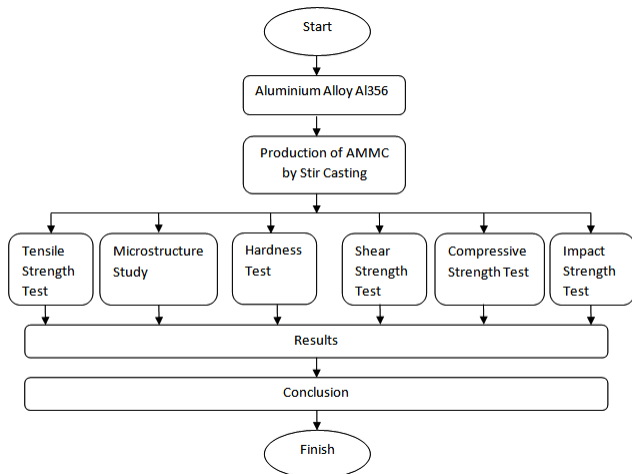 Start
Aluminium Alloy Al356
Production of AMMC
by Stir Casting
Tensile
Strength
Test
Microstructure
Study
Hardness
Test
Shear
Strength
Test
Compressive
Strength Test
Impact
Strength
Test
Results
Conclusion
Finish